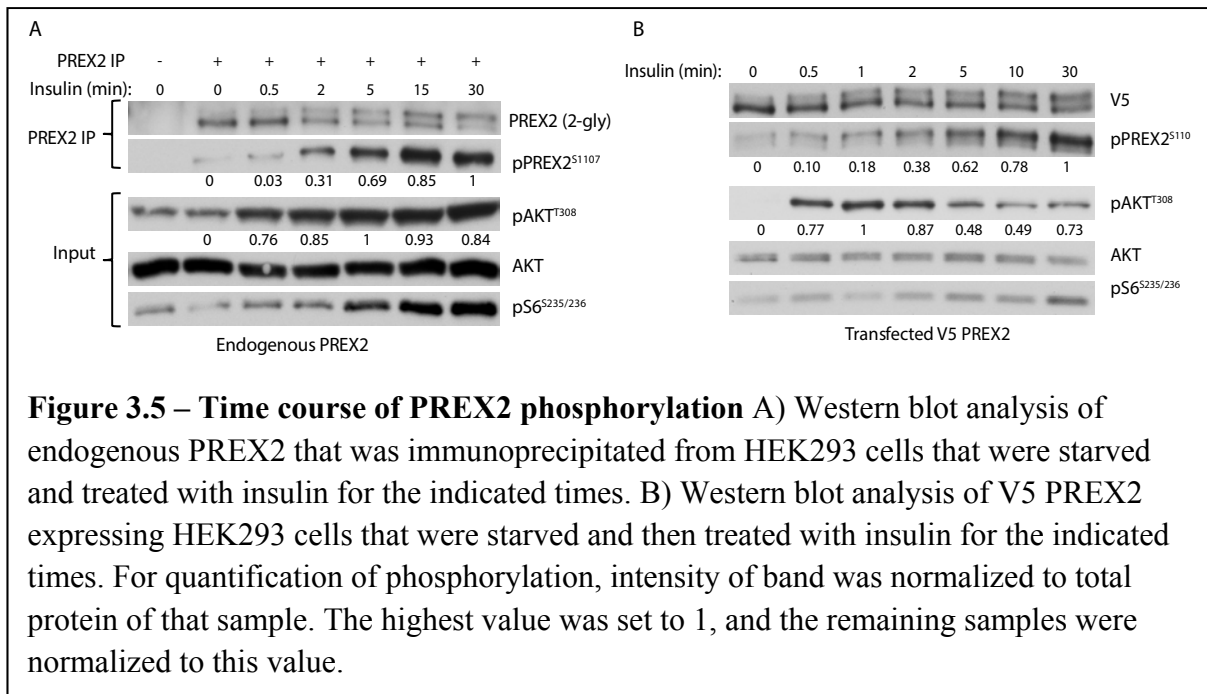 A
PREX2 IP - + + + + + +
Insulin (min): 0 0 0.5 2 5 15 30
PREX2 IP
PREX2 (2-gly)
pPREX2S1107
0 0.03 0.31 0.69 0.85 1
Input
pAKTT308
0 0.76 0.85 1 0.93 0.84
AKT
pS6S235/236
Endogenous PREX2
B
Insulin (min): 0 0.5 1 2 5 10 30
V5
pPREX2S110
0 0.10 0.18 0.38 0.62 0.78 1
pAKTT308
0 0.77 1 0.87 0.48 0.49 0.73
AKT
pS6S235/236
Transfected V5 PREX2
Figure 3.5 – Time course of PREX2 phosphorylation A) Western blot analysis of
endogenous PREX2 that was immunoprecipitated from HEK293 cells that were starved
and treated with insulin for the indicated times. B) Western blot analysis of V5 PREX2
expressing HEK293 cells that were starved and then treated with insulin for the indicated
times. For quantification of phosphorylation, intensity of band was normalized to total
protein of that sample. The highest value was set to 1, and the remaining samples were
normalized to this value.